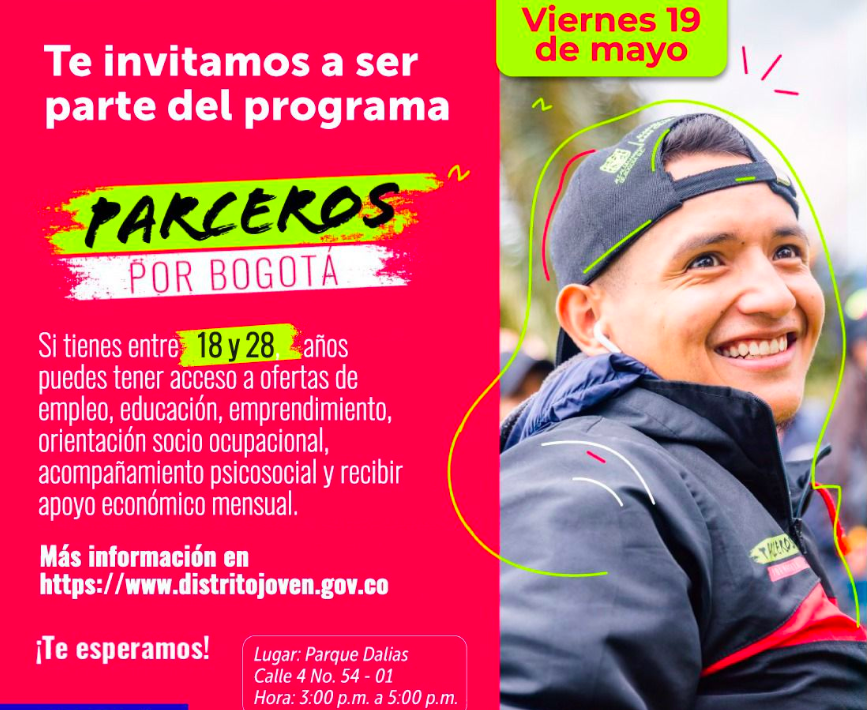 Te invitamos a ser
parte del programa
PARCEROS
POR BOGOTÁ
Si tienes entre 18 y 28 años
puedes tener acceso a ofertas de
empleo, educación, emprendimiento,
orientación socio ocupacional,
acompañamiento psicosocial y recibir
apoyo económico mensual.
Más información en
https://www.distritojoven.gov.co
¡Te esperamos!
Lugar: Parque Dalias
Calle 4 No. 54 - 01
Hora: 3:00 p.m. a 5:00 p.m.
Viernes 19
de mayo
PARCEROS